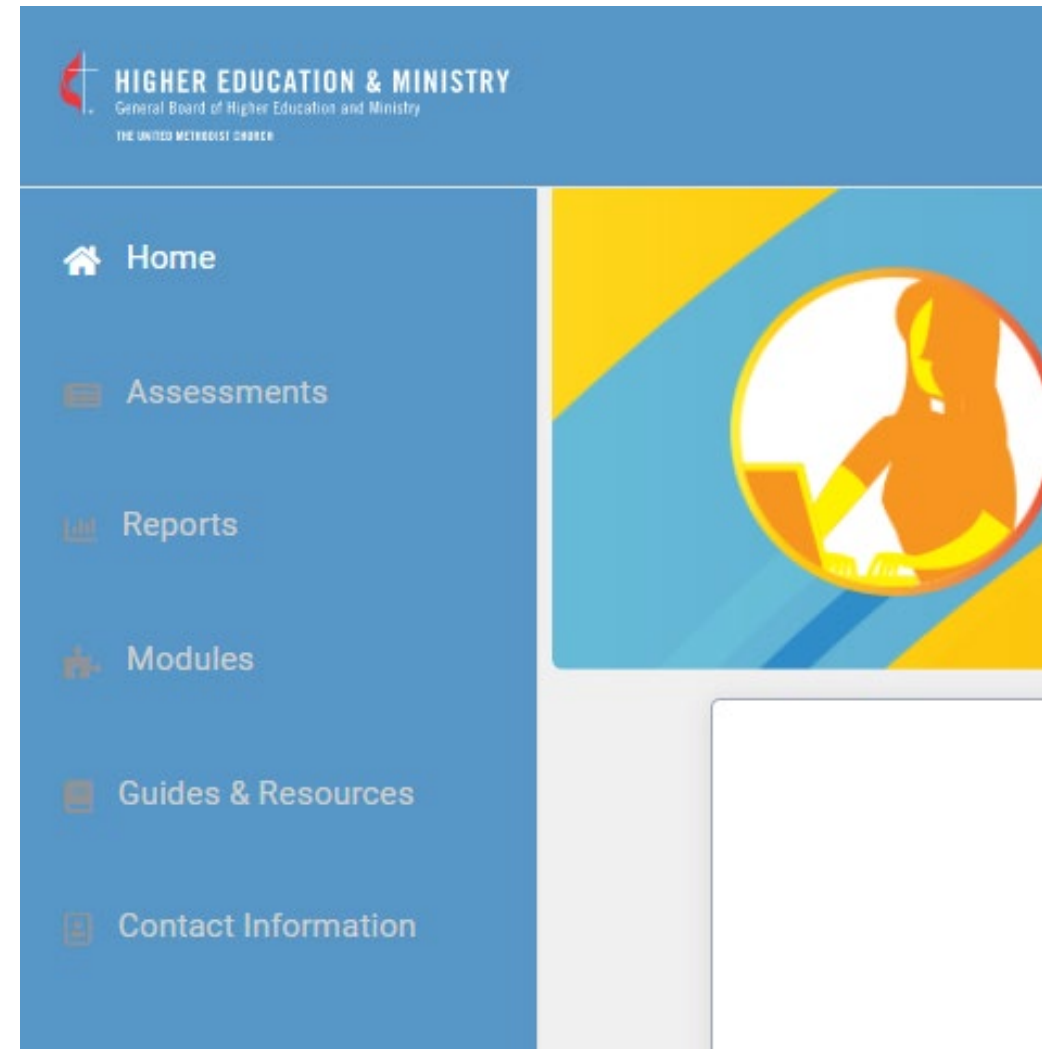 HIGHER EDUCATION & MINISTRY
General Board of Higher Education and Ministry
THE UNITED METHODIST CHURCH
Home
Assessments
Reports
Modules
Guides & Resources
Contact Information